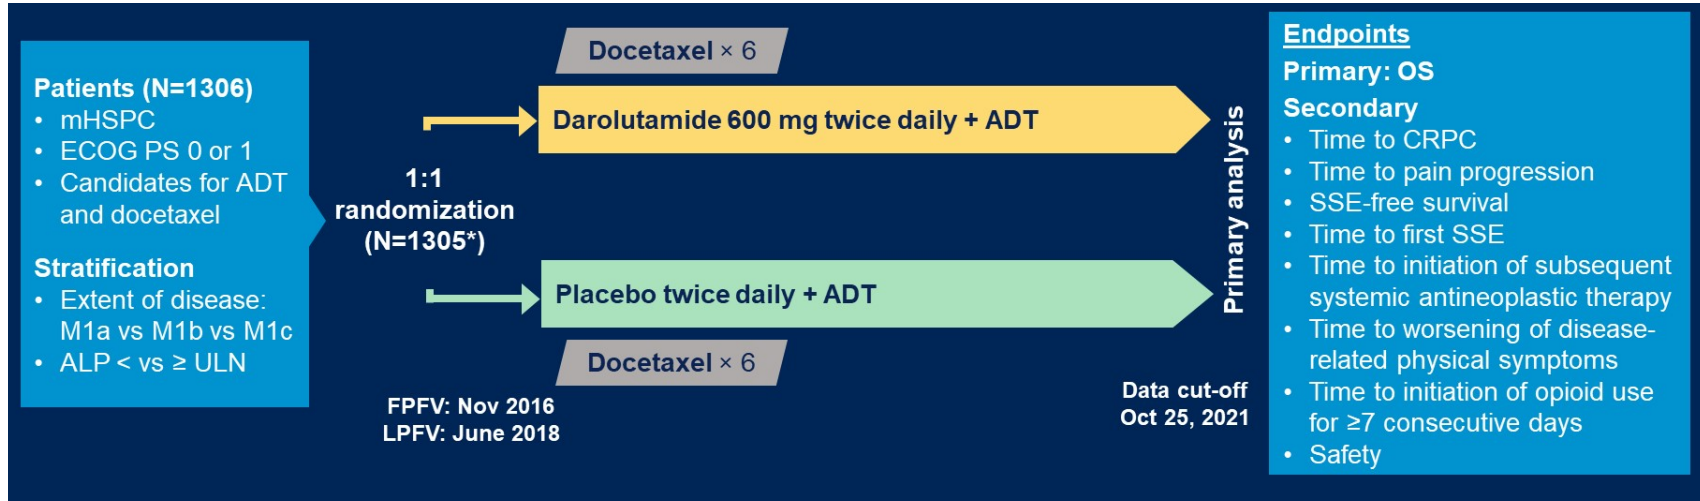 Patients (N=1306)
• mHSPC
• ECOG PS 0 or 1
• Candidates for ADT
and docetaxel
Stratification
• Extent of disease:
M1a vs M1b vs M1c
• ALP < vs ≥ ULN
1:1
randomization
(N=1305*)
FPFV: Nov 2016
LPFV: June 2018
Docetaxel × 6
Darolutamide 600 mg twice daily + ADT
Placebo twice daily + ADT
Docetaxel × 6
Primary analysis
Data cut-off
Oct 25, 2021
Endpoints
Primary: OS
Secondary
• Time to CRPC
• Time to pain progression
• SSE-free survival
• Time to first SSE
• Time to initiation of subsequent
systemic antineoplastic therapy
• Time to worsening of disease-
related physical symptoms
• Time to initiation of opioid use
for ≥7 consecutive days
• Safety